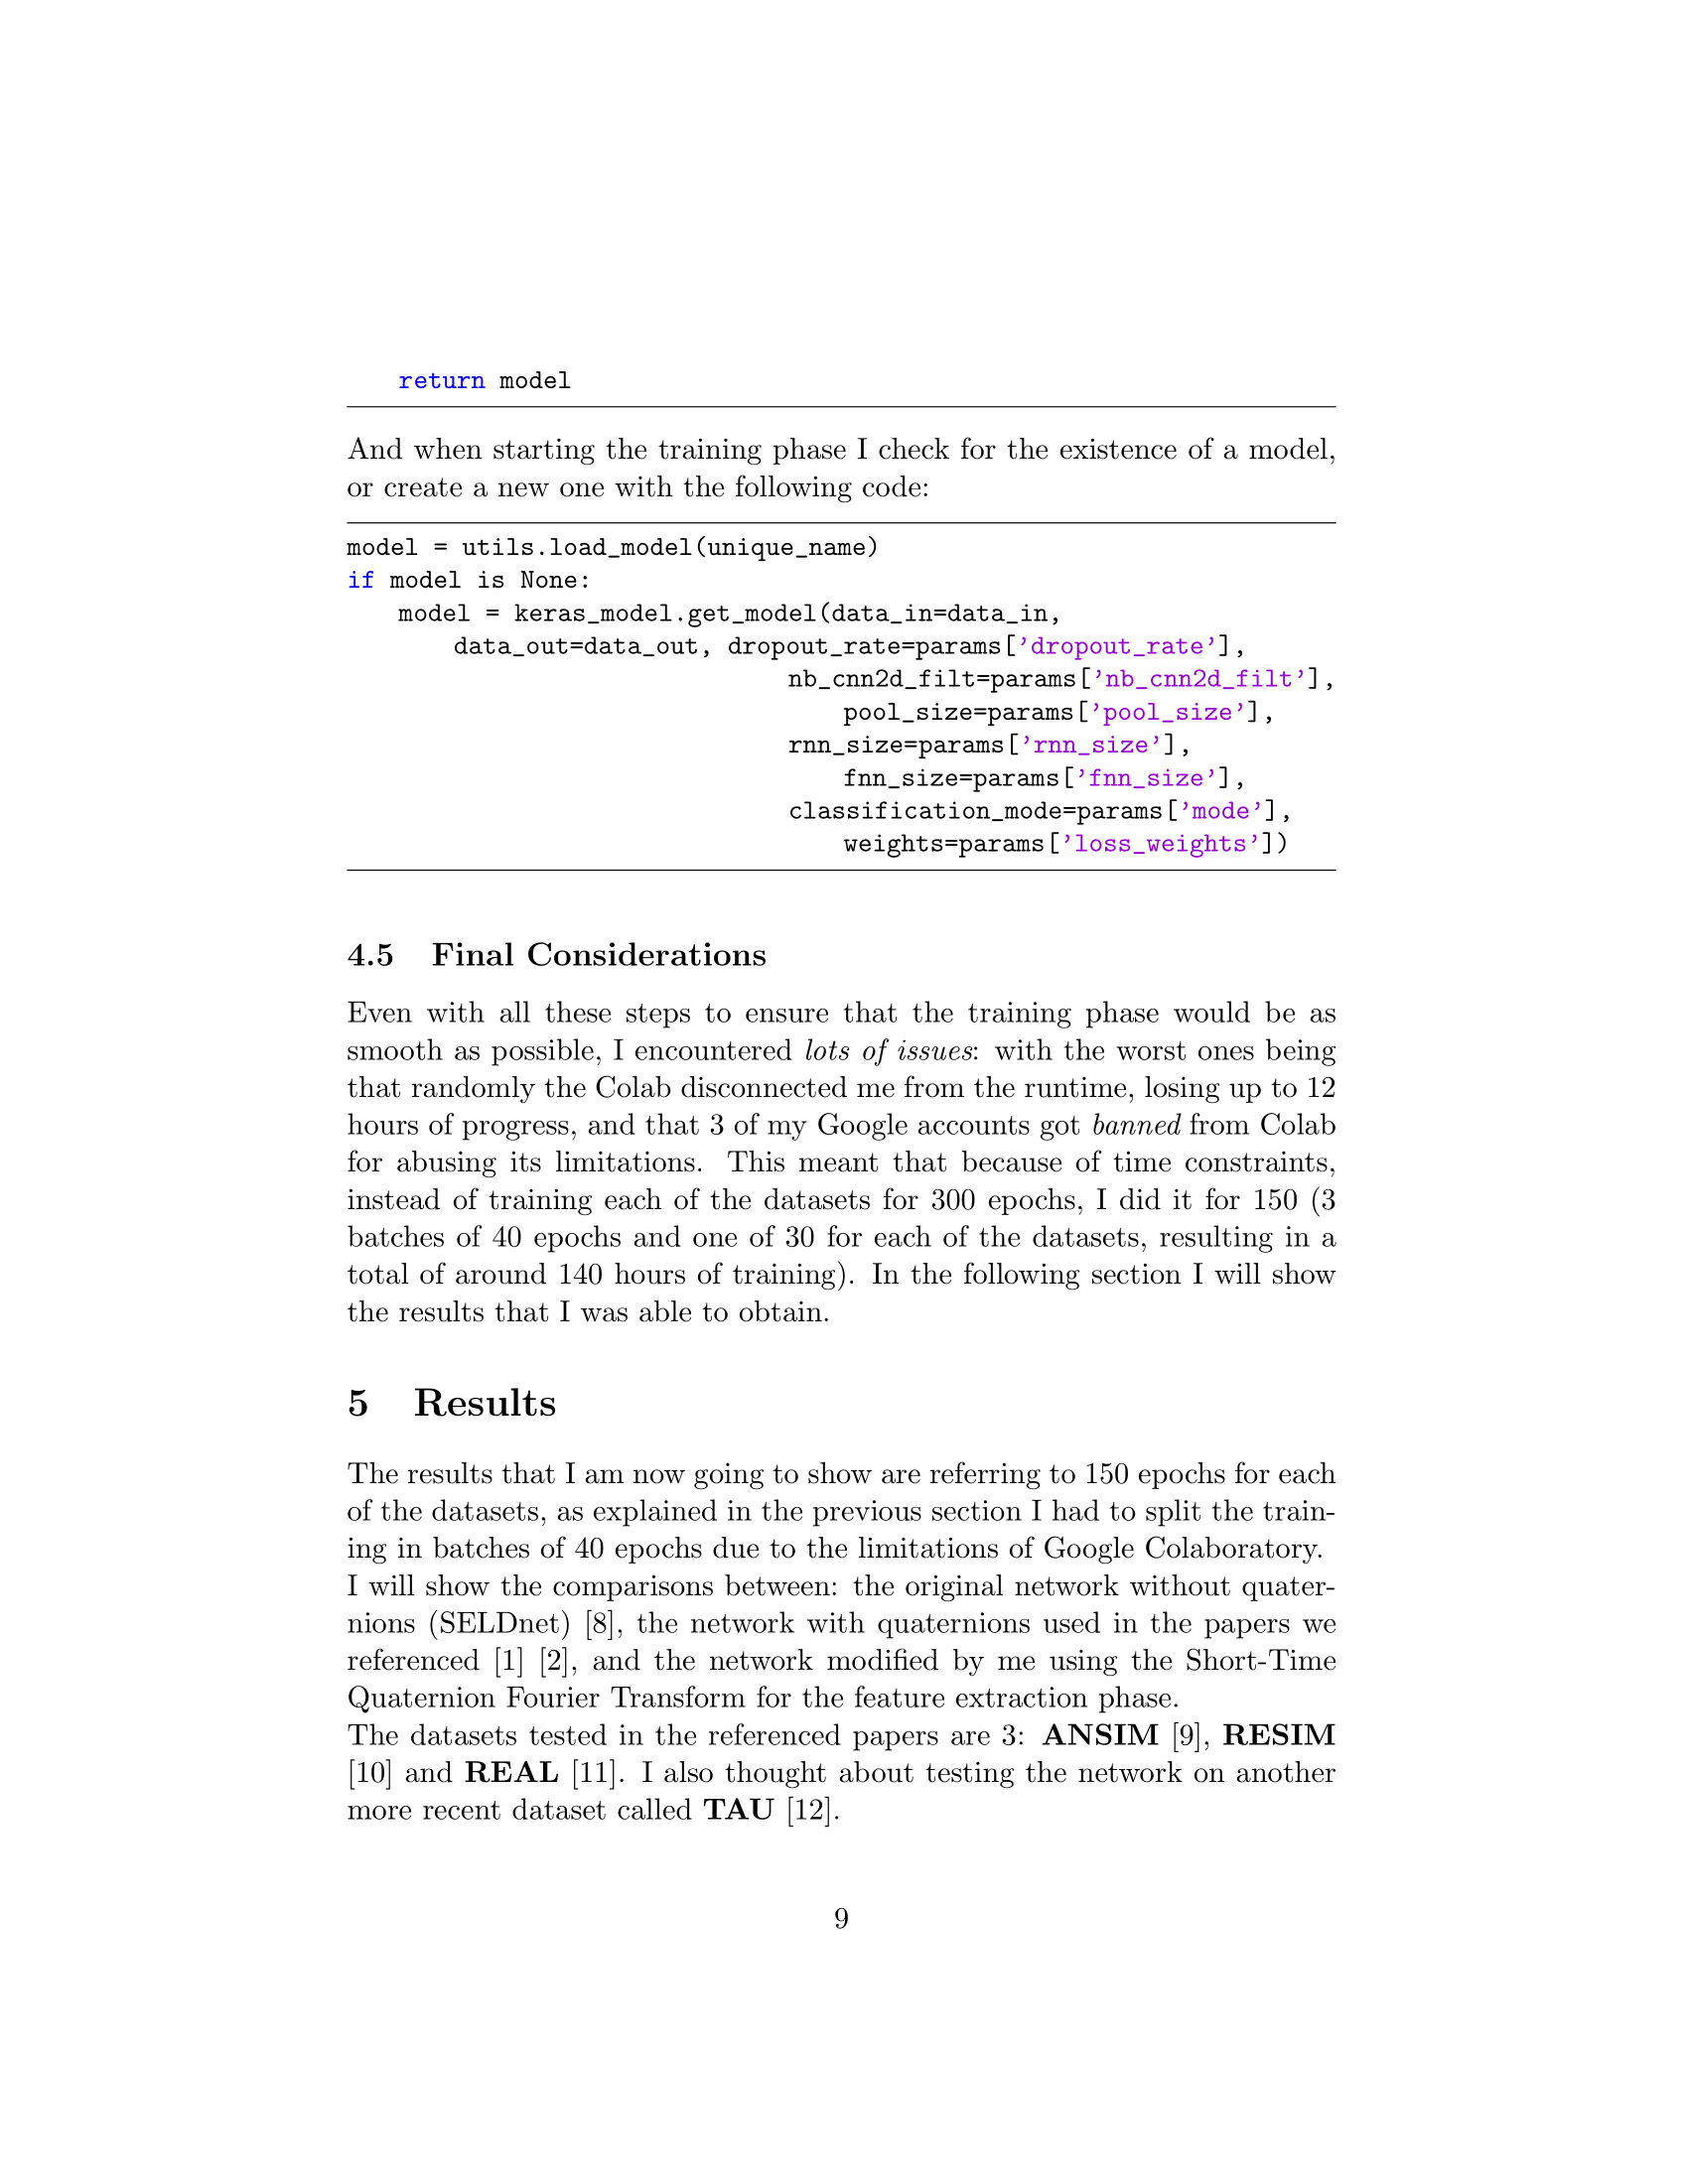 return model
And when starting the training phase I check for the existence of a model,
or create a new one with the following code:
model = utils.load_model(unique_name)
if model is None:
model = keras_model.get_model(data_in=data_in,
data_out=data_out, dropout_rate=params['dropout_rate'],
nb_cnn2d_filt=params['nb_cnn2d_filt'],
pool_size=params['pool_size'],
rnn_size=params['rnn_size'],
fnn_size=params['fnn_size'],
classification_mode=params['mode'],
weights=params['loss_weights'])
4.5 Final Considerations
Even with all these steps to ensure that the training phase would be as
smooth as possible, I encountered lots of issues: with the worst ones being
that randomly the Colab disconnected me from the runtime, losing up to 12
hours of progress, and that 3 of my Google accounts got banned from Colab
for abusing its limitations. This meant that because of time constraints,
instead of training each of the datasets for 300 epochs, I did it for 150 (3
batches of 40 epochs and one of 30 for each of the datasets, resulting in a
total of around 140 hours of training). In the following section I will show
the results that I was able to obtain.
5 Results
The results that I am now going to show are referring to 150 epochs for each
of the datasets, as explained in the previous section I had to split the train-
ing in batches of 40 epochs due to the limitations of Google Colaboratory.
I will show the comparisons between: the original network without quater-
nions (SELDnet) [8], the network with quaternions used in the papers we
referenced [1] [2], and the network modified by me using the Short-Time
Quaternion Fourier Transform for the feature extraction phase.
The datasets tested in the referenced papers are 3: ANSIM [9], RESIM
[10] and REAL [11]. I also thought about testing the network on another
more recent dataset called TAU [12].
9